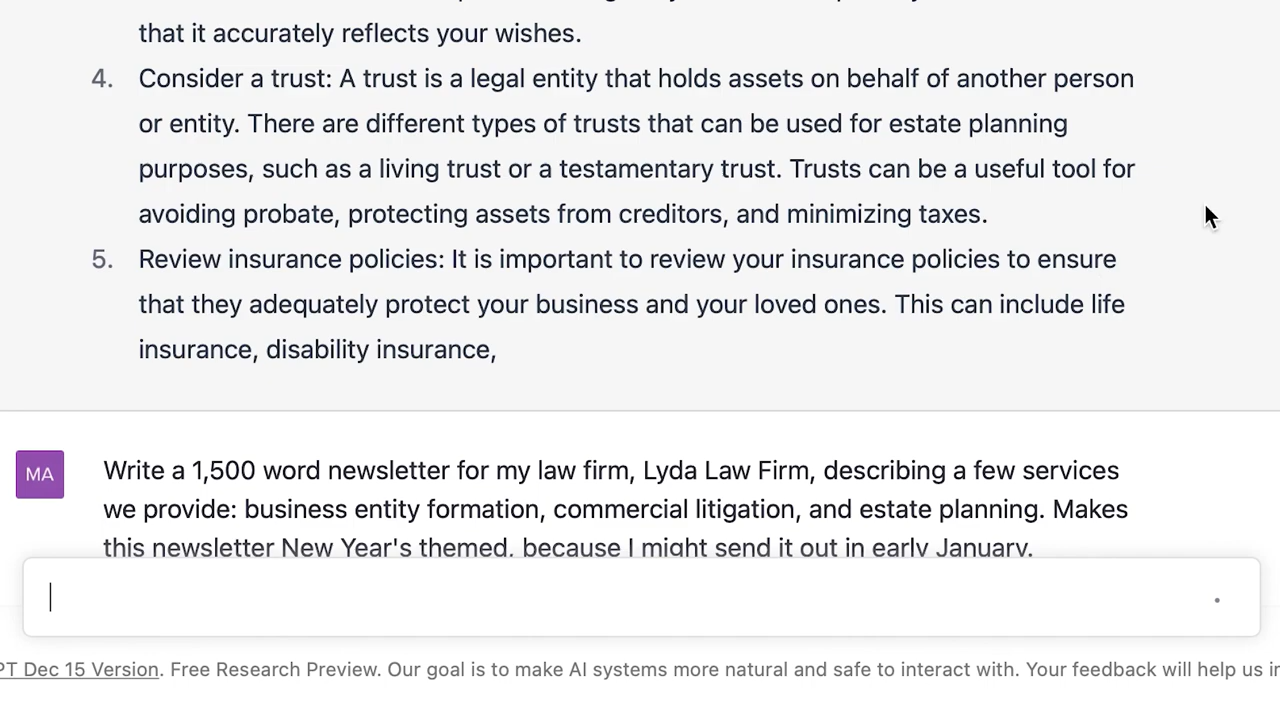 that it accurately reflects your wishes.
4. Consider a trust: A trust is a legal entity that holds assets on behalf of another person
or entity. There are different types of trusts that can be used for estate planning
purposes, such as a living trust or a testamentary trust. Trusts can be a useful tool for
avoiding probate, protecting assets from creditors, and minimizing taxes.
5. Review insurance policies: It is important to review your insurance policies to ensure
that they adequately protect your business and your loved ones. This can include life
insurance, disability insurance,
MA
Write a 1,500 word newsletter for my law firm, Lyda Law Firm, describing a few services
we provide: business entity formation, commercial litigation, and estate planning. Makes
this newsletter New Year's themed, because I might send it out in early January.
PT Dec 15 Version. Free Research Preview. Our goal is to make AI systems more natural and safe to interact with. Your feedback will help us